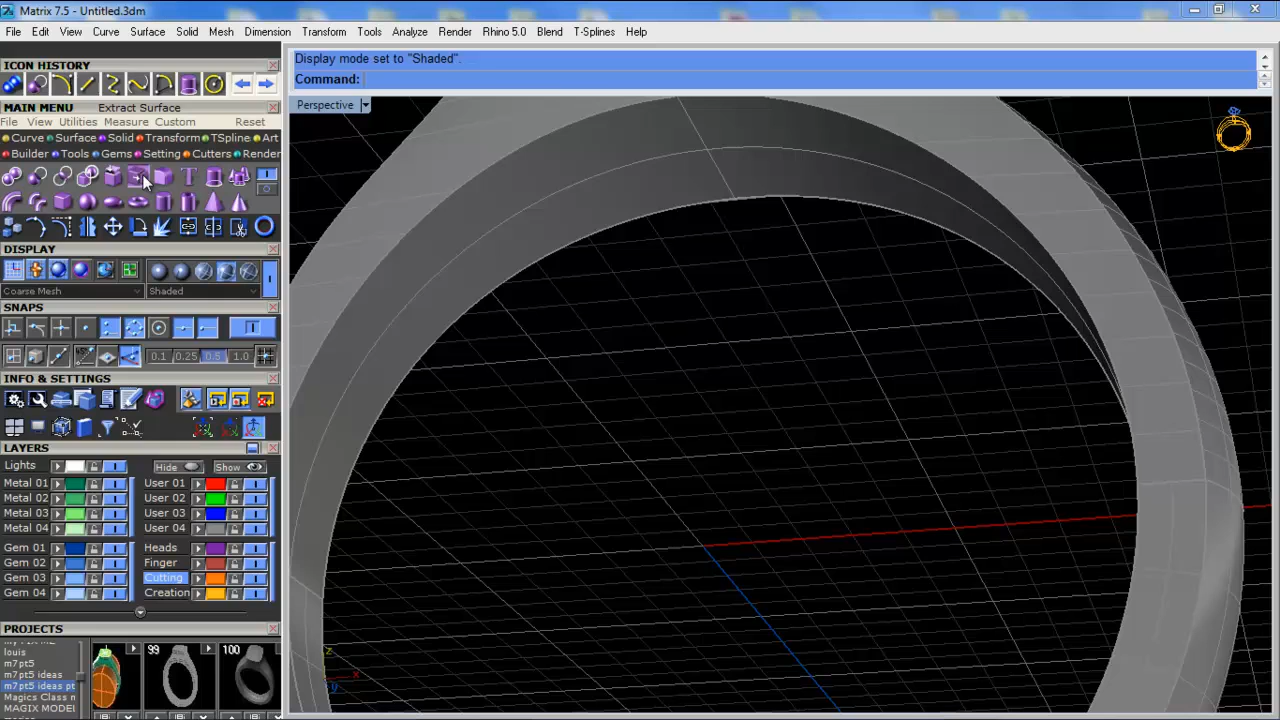 Matrix 7.5 - Untitled.3dm
File Edit View Curve Surface Solid Mesh Dimension Transform Tools Analyze Render Rhino 5.0 Blend T-Splines Help
ICON HISTORY
MAIN MENU Extract Surface
File View Utilities Measure Custom Reset
Curve Surface Solid Transform TSpline Art
Builder Tools Gems Setting Cutters Render
DISPLAY
Coarse Mesh Shaded
SNAPS
0.1 0.25 0.5 1.0
INFO & SETTINGS
LAYERS
Lights Hide Show
Metal 01 User 01
Metal 02 User 02
Metal 03 User 03
Metal 04 User 04
Gem 01 Heads
Gem 02 Finger
Gem 03 Cutting
Gem 04 Creation
PROJECTS
louis
m7pt5
m7pt5 ideas
m7pt5 ideas pt
Magics Class n
MAGIX MODEL
99
100
Display mode set to "Shaded".
Command:
Perspective
z
x
y